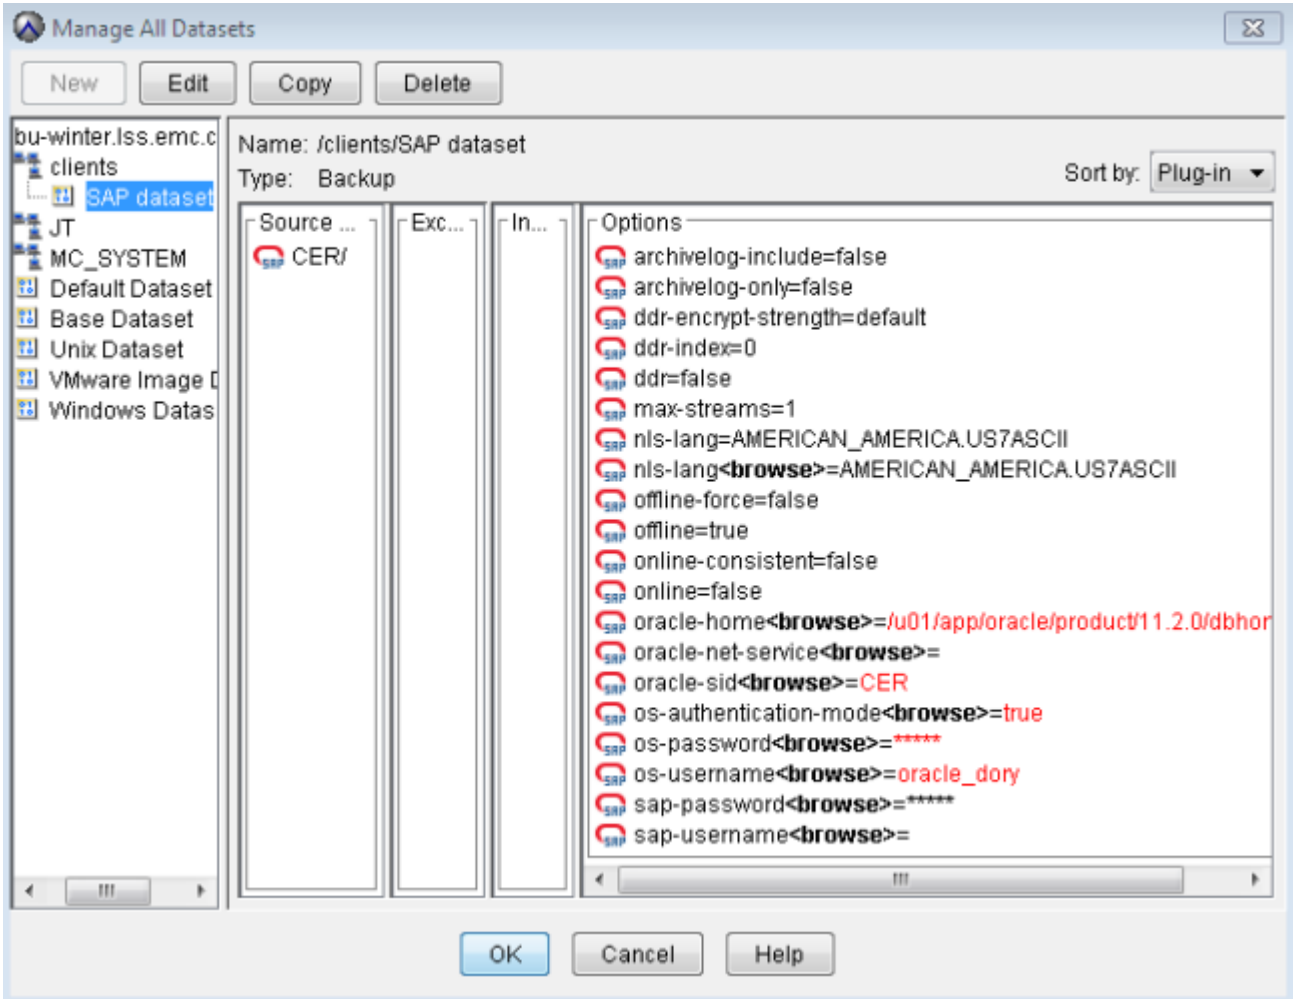 Manage All Datasets
New Edit Copy Delete
bu-winter.lss.emc.c
clients
SAP dataset
JT
MC_SYSTEM
Default Dataset
Base Dataset
Unix Dataset
VMware Image D
Windows Datas
Name: /clients/SAP dataset
Type: Backup
Sort by: Plug-in
Source ...
CER/
Exc...
In...
Options
archivelog-include=false
archivelog-only=false
ddr-encrypt-strength=default
ddr-index=0
ddr=false
max-streams=1
nls-lang=AMERICAN_AMERICA.US7ASCII
nls-lang<browse>=AMERICAN_AMERICA.US7ASCII
offline-force=false
offline=true
online-consistent=false
online=false
oracle-home<browse>=/u01/app/oracle/product/11.2.0/dbhor
oracle-net-service<browse>=
oracle-sid<browse>=CER
os-authentication-mode<browse>=true
os-password<browse>=*****
os-username<browse>=oracle_dory
sap-password<browse>=*****
sap-username<browse>=
OK Cancel Help